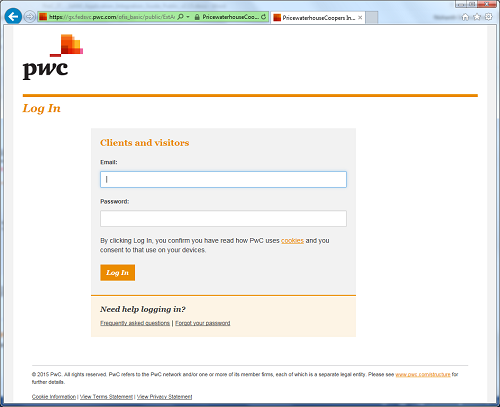 https://gx.fedsvc.pwc.com/sfis_basic/public/ExtA
PricewaterhouseCoo...
PricewaterhouseCoopers In...
pwc
Log In
Clients and visitors
Email:
Password:
By clicking Log In, you confirm you have read how PwC uses cookies and you
consent to that use on your devices.
Log In
Need help logging in?
Frequently asked questions | Forgot your password
© 2015 PwC. All rights reserved. PwC refers to the PwC network and/or one or more of its member firms, each of which is a separate legal entity. Please see www.pwc.com/structure for
further details.
Cookie Information | View Terms Statement | View Privacy Statement